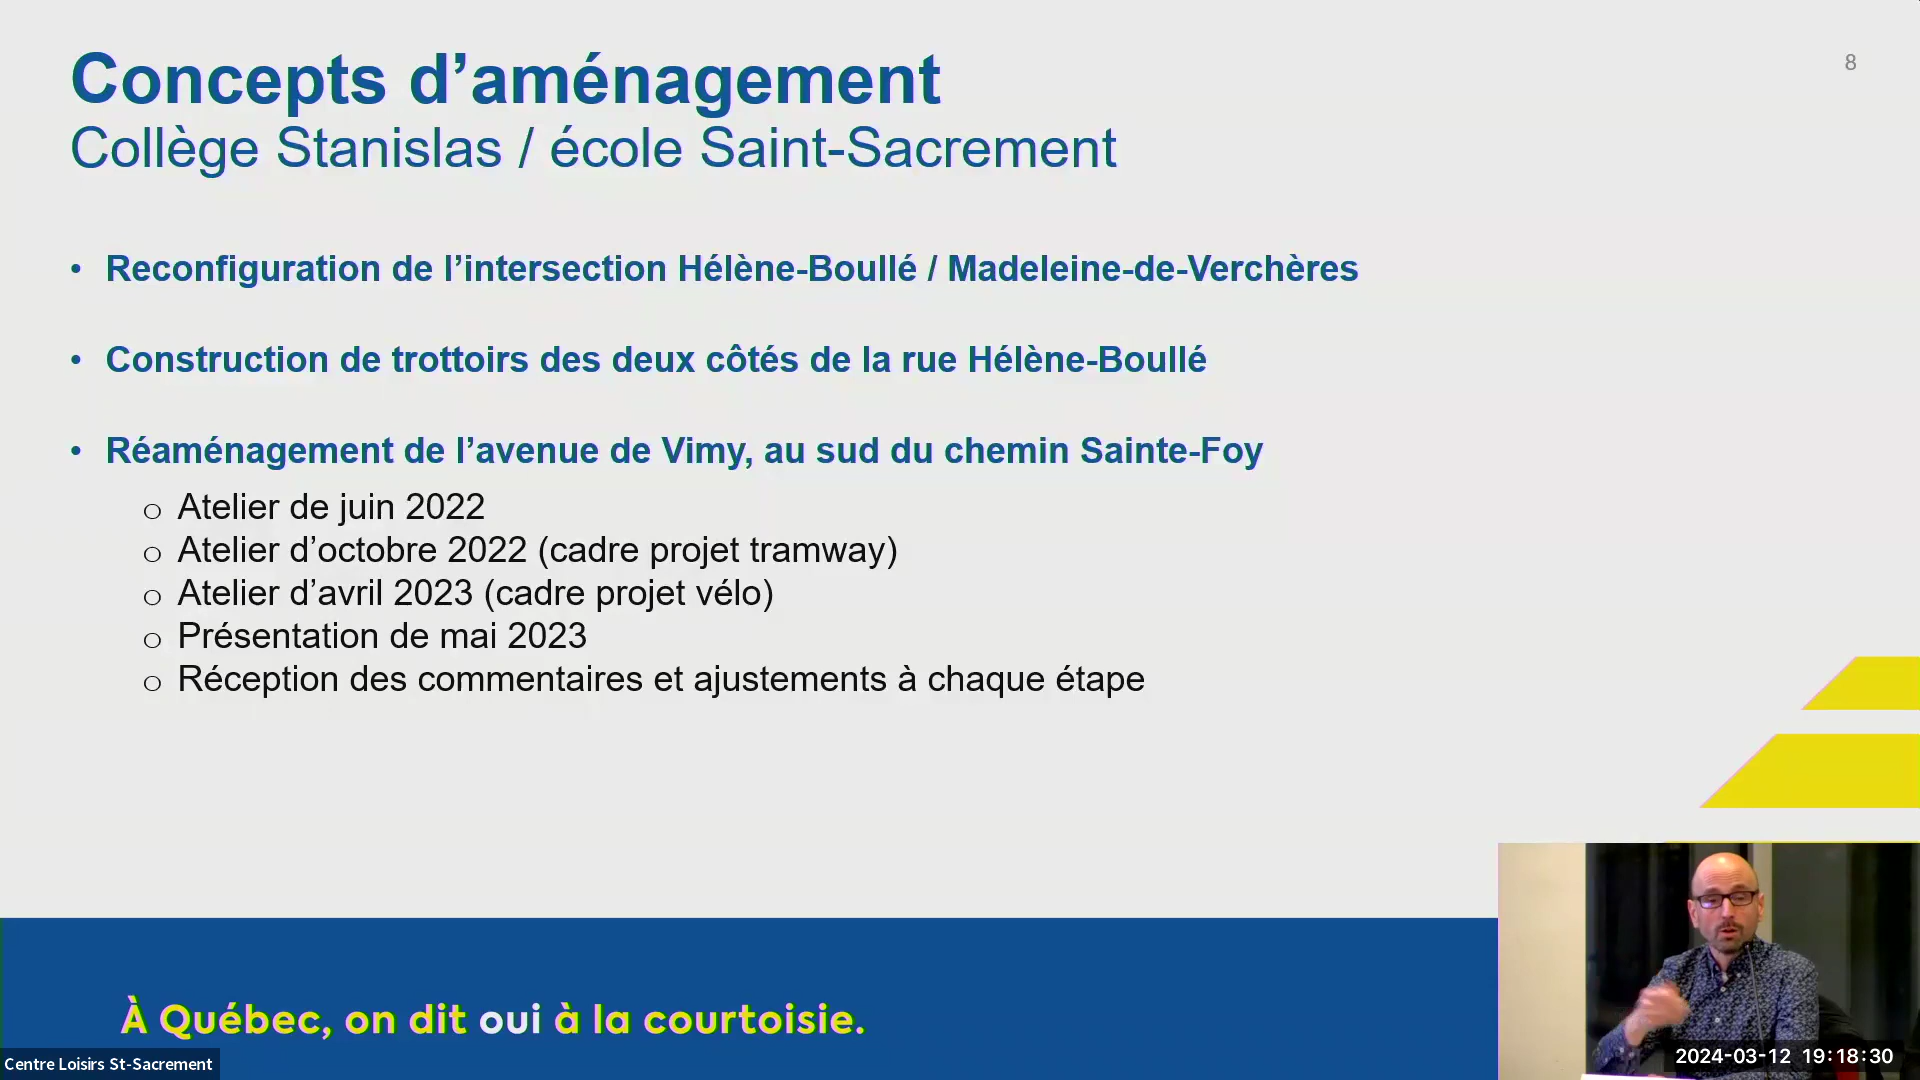 Concepts d’aménagement
8
Collège Stanislas / école Saint-Sacrement
• Reconfiguration de l’intersection Hélène-Boullé / Madeleine-de-Verchères
• Construction de trottoirs des deux côtés de la rue Hélène-Boullé
• Réaménagement de l’avenue de Vimy, au sud du chemin Sainte-Foy
o Atelier de juin 2022
o Atelier d’octobre 2022 (cadre projet tramway)
o Atelier d’avril 2023 (cadre projet vélo)
o Présentation de mai 2023
o Réception des commentaires et ajustements à chaque étape
À Québec, on dit oui à la courtoisie.
Centre Loisirs St-Sacrement
2024-03-12 19:18:30